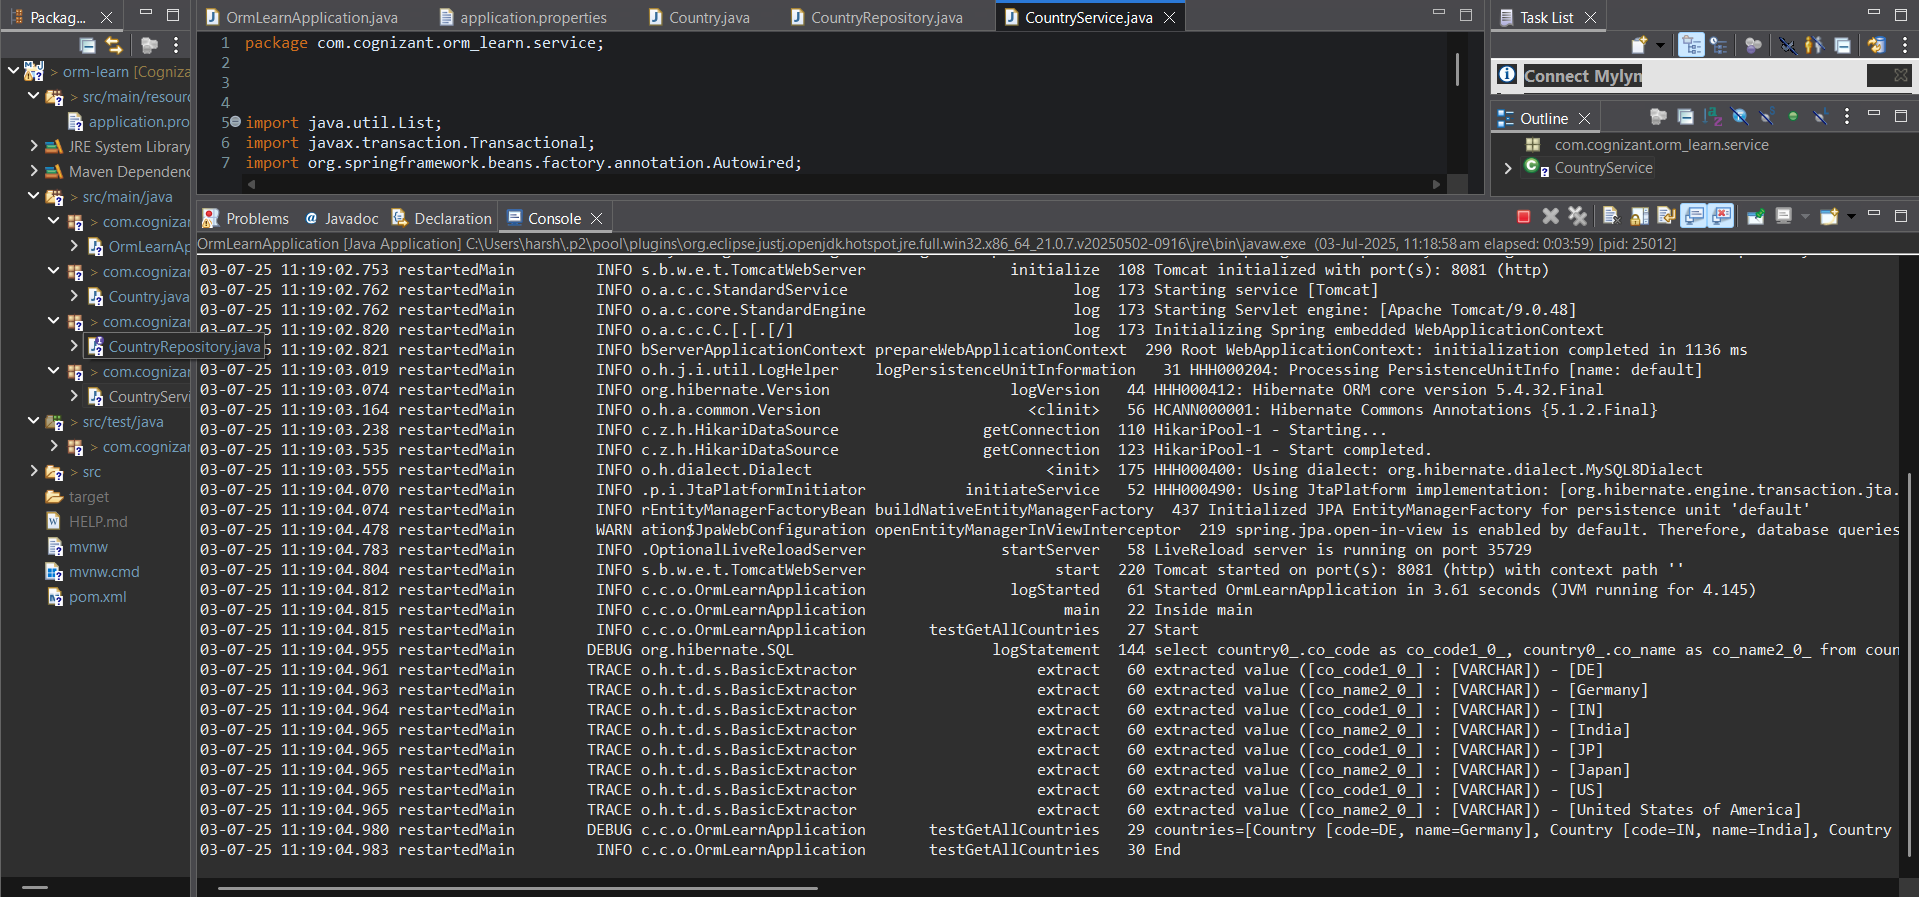 Packag...
OrmLearnApplication.java
application.properties
Country.java
CountryRepository.java
CountryService.java
Task List
1 package com.cognizant.orm_learn.service;
2
3
4
5 import java.util.List;
6 import javax.transaction.Transactional;
7 import org.springframework.beans.factory.annotation.Autowired;
Connect Mylyn
Outline
com.cognizant.orm_learn.service
CountryService
> orm-learn [Cogniza
> src/main/resour
application.pro
JRE System Library
Maven Dependenc
> src/main/java
> com.cognizar
OrmLearnAp
> com.cognizar
Country.java
> com.cognizar
CountryRepository.java
> com.cognizar
CountryServi
> src/test/java
> com.cognizar
> src
target
HELP.md
mvnw
mvnw.cmd
pom.xml
Problems
@ Javadoc
Declaration
Console
OrmLearnApplication [Java Application] C:\Users\harsh\.p2\pool\plugins\org.eclipse.justj.openjdk.hotspot.jre.full.win32.x86_64_21.0.7.v20250502-0916\jre\bin\javaw.exe (03-Jul-2025, 11:18:58 am elapsed: 0:03:59) [pid: 25012]
03-07-25 11:19:02.753 restartedMain INFO s.b.w.e.t.TomcatWebServer initialize 108 Tomcat initialized with port(s): 8081 (http)
03-07-25 11:19:02.762 restartedMain INFO o.a.c.c.StandardService log 173 Starting service [Tomcat]
03-07-25 11:19:02.762 restartedMain INFO o.a.c.core.StandardEngine log 173 Starting Servlet engine: [Apache Tomcat/9.0.48]
03-07-25 11:19:02.820 restartedMain INFO o.a.c.c.C.[.[.[/] log 173 Initializing Spring embedded WebApplicationContext
03-07-25 11:19:02.821 restartedMain INFO bServerApplicationContext prepareWebApplicationContext 290 Root WebApplicationContext: initialization completed in 1136 ms
03-07-25 11:19:03.019 restartedMain INFO o.h.j.i.util.LogHelper logPersistenceUnitInformation 31 HHH000204: Processing PersistenceUnitInfo [name: default]
03-07-25 11:19:03.074 restartedMain INFO org.hibernate.Version logVersion 44 HHH000412: Hibernate ORM core version 5.4.32.Final
03-07-25 11:19:03.164 restartedMain INFO o.h.a.common.Version <clinit> 56 HCANN000001: Hibernate Commons Annotations {5.1.2.Final}
03-07-25 11:19:03.238 restartedMain INFO c.z.h.HikariDataSource getConnection 110 HikariPool-1 - Starting...
03-07-25 11:19:03.535 restartedMain INFO c.z.h.HikariDataSource getConnection 123 HikariPool-1 - Start completed.
03-07-25 11:19:03.555 restartedMain INFO o.h.dialect.Dialect <init> 175 HHH000400: Using dialect: org.hibernate.dialect.MySQL8Dialect
03-07-25 11:19:04.070 restartedMain INFO .p.i.JtaPlatformInitiator initiateService 52 HHH000490: Using JtaPlatform implementation: [org.hibernate.engine.transaction.jta.
03-07-25 11:19:04.074 restartedMain INFO rEntityManagerFactoryBean buildNativeEntityManagerFactory 437 Initialized JPA EntityManagerFactory for persistence unit 'default'
03-07-25 11:19:04.478 restartedMain WARN ation$JpaWebConfiguration openEntityManagerInViewInterceptor 219 spring.jpa.open-in-view is enabled by default. Therefore, database queries
03-07-25 11:19:04.783 restartedMain INFO .OptionalLiveReloadServer startServer 58 LiveReload server is running on port 35729
03-07-25 11:19:04.804 restartedMain INFO s.b.w.e.t.TomcatWebServer start 220 Tomcat started on port(s): 8081 (http) with context path ''
03-07-25 11:19:04.812 restartedMain INFO c.c.o.OrmLearnApplication logStarted 61 Started OrmLearnApplication in 3.61 seconds (JVM running for 4.145)
03-07-25 11:19:04.815 restartedMain INFO c.c.o.OrmLearnApplication main 22 Inside main
03-07-25 11:19:04.815 restartedMain INFO c.c.o.OrmLearnApplication testGetAllCountries 27 Start
03-07-25 11:19:04.955 restartedMain DEBUG org.hibernate.SQL logStatement 144 select country0_.co_code as co_code1_0_, country0_.co_name as co_name2_0_ from coun
03-07-25 11:19:04.961 restartedMain TRACE o.h.t.d.s.BasicExtractor extract 60 extracted value ([co_code1_0_] : [VARCHAR]) - [DE]
03-07-25 11:19:04.963 restartedMain TRACE o.h.t.d.s.BasicExtractor extract 60 extracted value ([co_name2_0_] : [VARCHAR]) - [Germany]
03-07-25 11:19:04.964 restartedMain TRACE o.h.t.d.s.BasicExtractor extract 60 extracted value ([co_code1_0_] : [VARCHAR]) - [IN]
03-07-25 11:19:04.965 restartedMain TRACE o.h.t.d.s.BasicExtractor extract 60 extracted value ([co_name2_0_] : [VARCHAR]) - [India]
03-07-25 11:19:04.965 restartedMain TRACE o.h.t.d.s.BasicExtractor extract 60 extracted value ([co_code1_0_] : [VARCHAR]) - [JP]
03-07-25 11:19:04.965 restartedMain TRACE o.h.t.d.s.BasicExtractor extract 60 extracted value ([co_name2_0_] : [VARCHAR]) - [Japan]
03-07-25 11:19:04.965 restartedMain TRACE o.h.t.d.s.BasicExtractor extract 60 extracted value ([co_code1_0_] : [VARCHAR]) - [US]
03-07-25 11:19:04.965 restartedMain TRACE o.h.t.d.s.BasicExtractor extract 60 extracted value ([co_name2_0_] : [VARCHAR]) - [United States of America]
03-07-25 11:19:04.980 restartedMain DEBUG c.c.o.OrmLearnApplication testGetAllCountries 29 countries=[Country [code=DE, name=Germany], Country [code=IN, name=India], Country
03-07-25 11:19:04.983 restartedMain INFO c.c.o.OrmLearnApplication testGetAllCountries 30 End